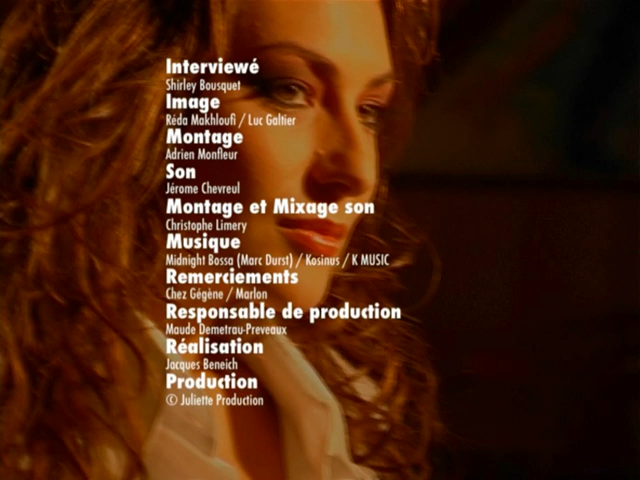 Interviewé
Shirley Bousquet
Image
Réda Makhloufi / Luc Galtier
Montage
Adrien Monfleur
Son
Jérome Chevreul
Montage et Mixage son
Christophe Limery
Musique
Midnight Bossa (Marc Durst) / Kosinus / K MUSIC
Remerciements
Chez Gégène / Marlon
Responsable de production
Maude Demetrau-Preveaux
Réalisation
Jacques Beneich
Production
© Juliette Production